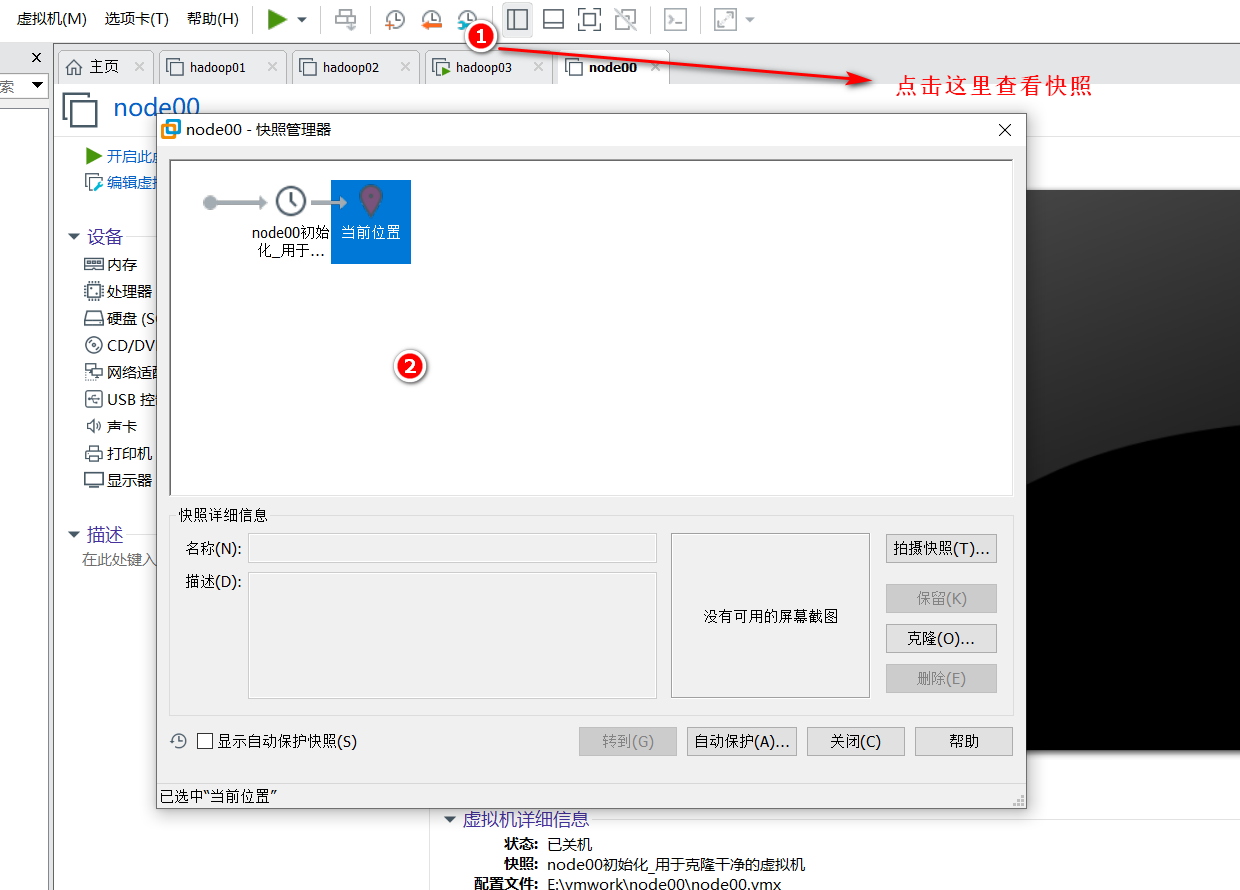 虚拟机(M) 选项卡(T) 帮助(H)
1
主页 hadoop01 hadoop02 hadoop03 node00
索
点击这里查看快照
node00
node00 - 快照管理器
开启此
编辑虚
设备
内存
处理器
硬盘 (S
CD/DV
网络适
USB 控
声卡
打印机
显示器
描述
在此处键入
node00初始
化_用于...
当前位置
2
快照详细信息
名称(N):
描述(D):
没有可用的屏幕截图
拍摄快照(T)...
保留(K)
克隆(O)...
删除(E)
显示自动保护快照(S)
转到(G) 自动保护(A)... 关闭(C) 帮助
已选中“当前位置”
虚拟机详细信息
状态: 已关机
快照: node00初始化_用于克隆干净的虚拟机
配置文件: E:\vmwork\node00\node00.vmx